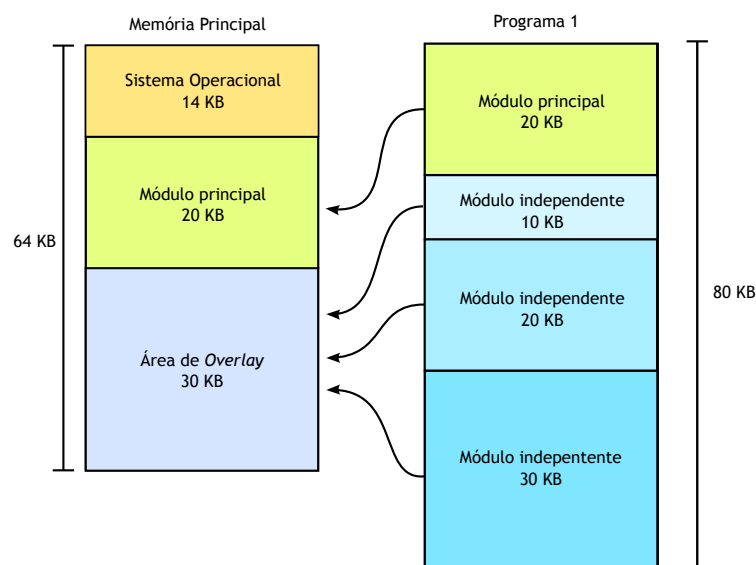 Memória Principal
Sistema Operacional
14 KB
Módulo principal
20 KB
64 KB
Área de Overlay
30 KB
Programa 1
Módulo principal
20 KB
Módulo independente
10 KB
Módulo independente
20 KB
80 KB
Módulo indepentente
30 KB